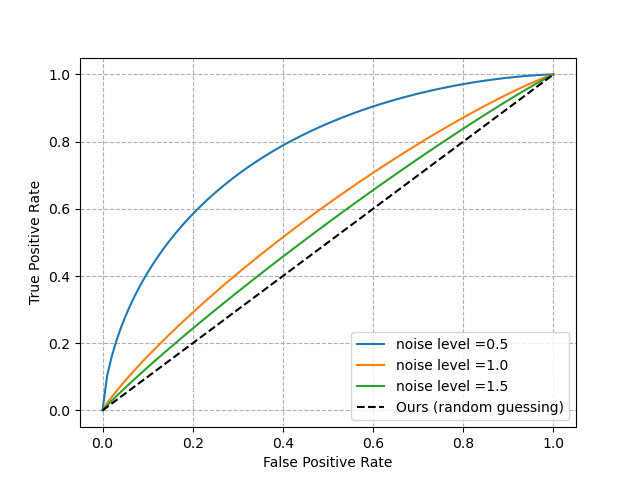 1.0
0.8
0.6
0.4
0.2
0.0
True Positive Rate
noise level =0.5
noise level =1.0
noise level =1.5
Ours (random guessing)
0.0 0.2 0.4 0.6 0.8 1.0
False Positive Rate